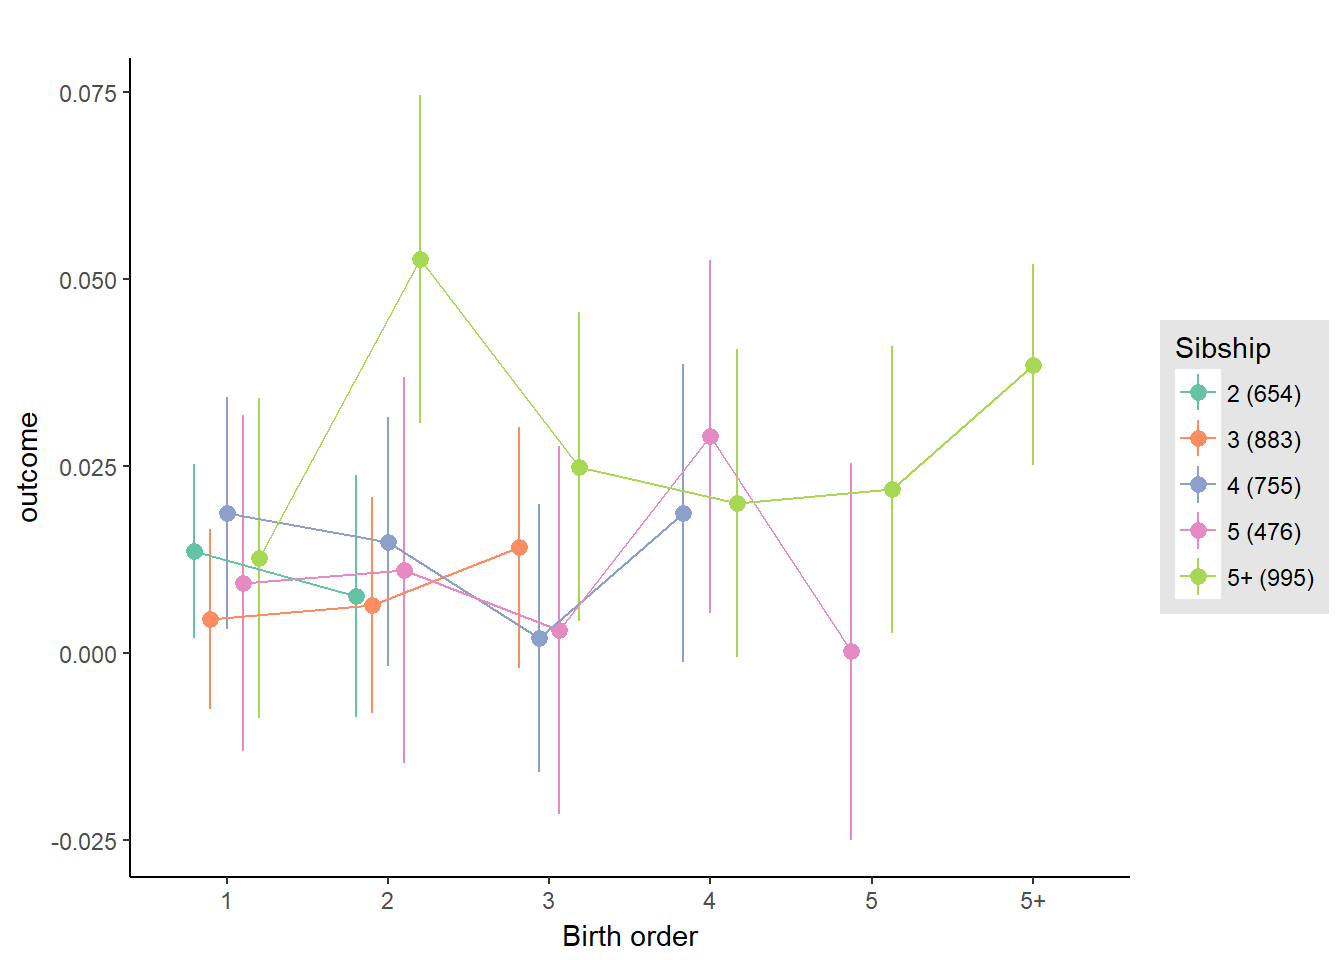 0.075
0.050
0.025
0.000
-0.025
outcome
1 2 3 4 5 5+
Birth order
Sibship
2 (654)
3 (883)
4 (755)
5 (476)
5+ (995)